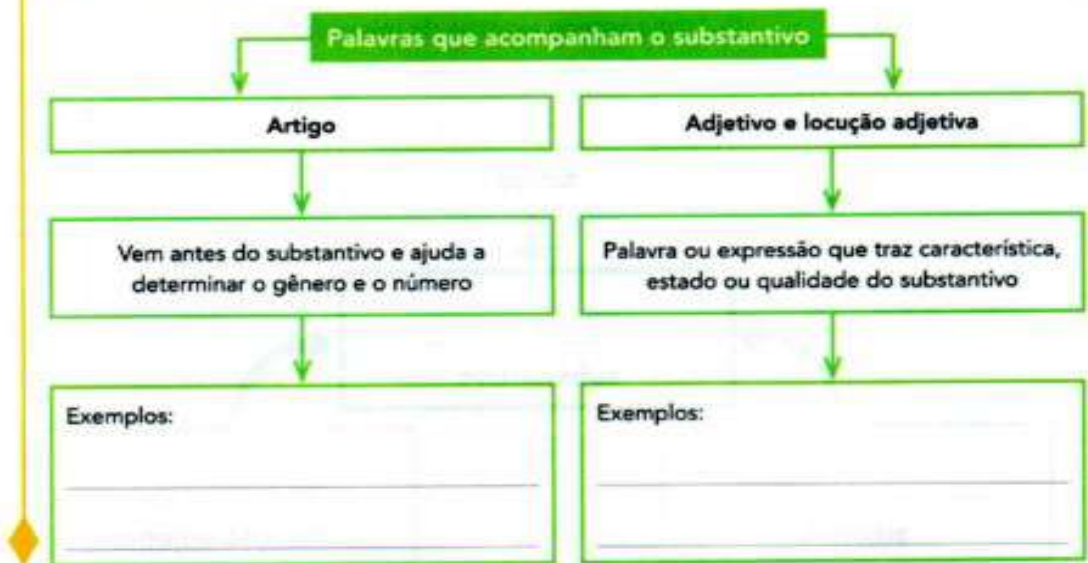 Palavras que acompanham o substantivo
Artigo
Adjetivo e locução adjetiva
Vem antes do substantivo e ajuda a
determinar o gênero e o número
Palavra ou expressão que traz característica,
estado ou qualidade do substantivo
Exemplos:
Exemplos: